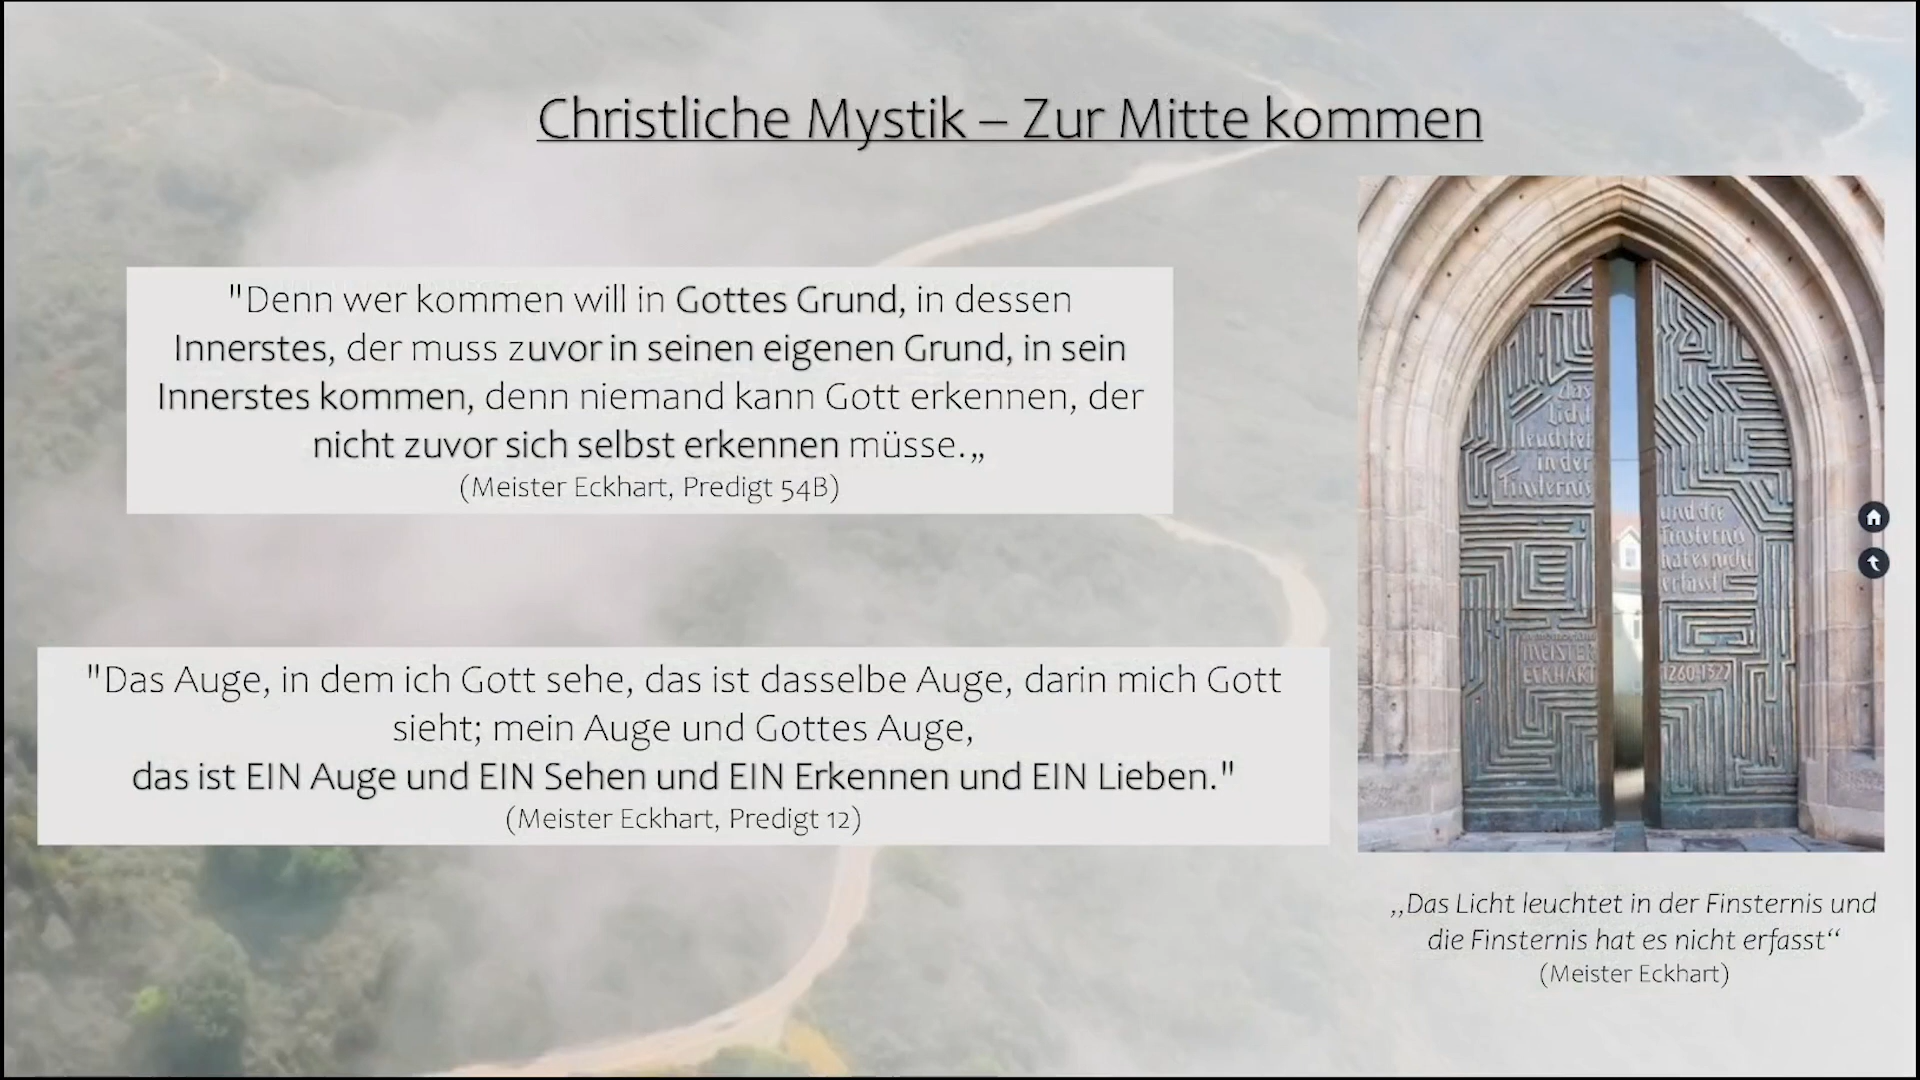 Christliche Mystik – Zur Mitte kommen
"Denn wer kommen will in Gottes Grund, in dessen
Innerstes, der muss zuvor in seinen eigenen Grund, in sein
Innerstes kommen, denn niemand kann Gott erkennen, der
nicht zuvor sich selbst erkennen müsse.„
(Meister Eckhart, Predigt 54B)
"Das Auge, in dem ich Gott sehe, das ist dasselbe Auge, darin mich Gott
sieht; mein Auge und Gottes Auge,
das ist EIN Auge und EIN Sehen und EIN Erkennen und EIN Lieben."
(Meister Eckhart, Predigt 12)
das
Licht
leuchtet
in der
Finsternis
und die
Finsternis
hat es nicht
erfasst
MEISTER
ECKHART
1260-1327
„Das Licht leuchtet in der Finsternis und
die Finsternis hat es nicht erfasst“
(Meister Eckhart)